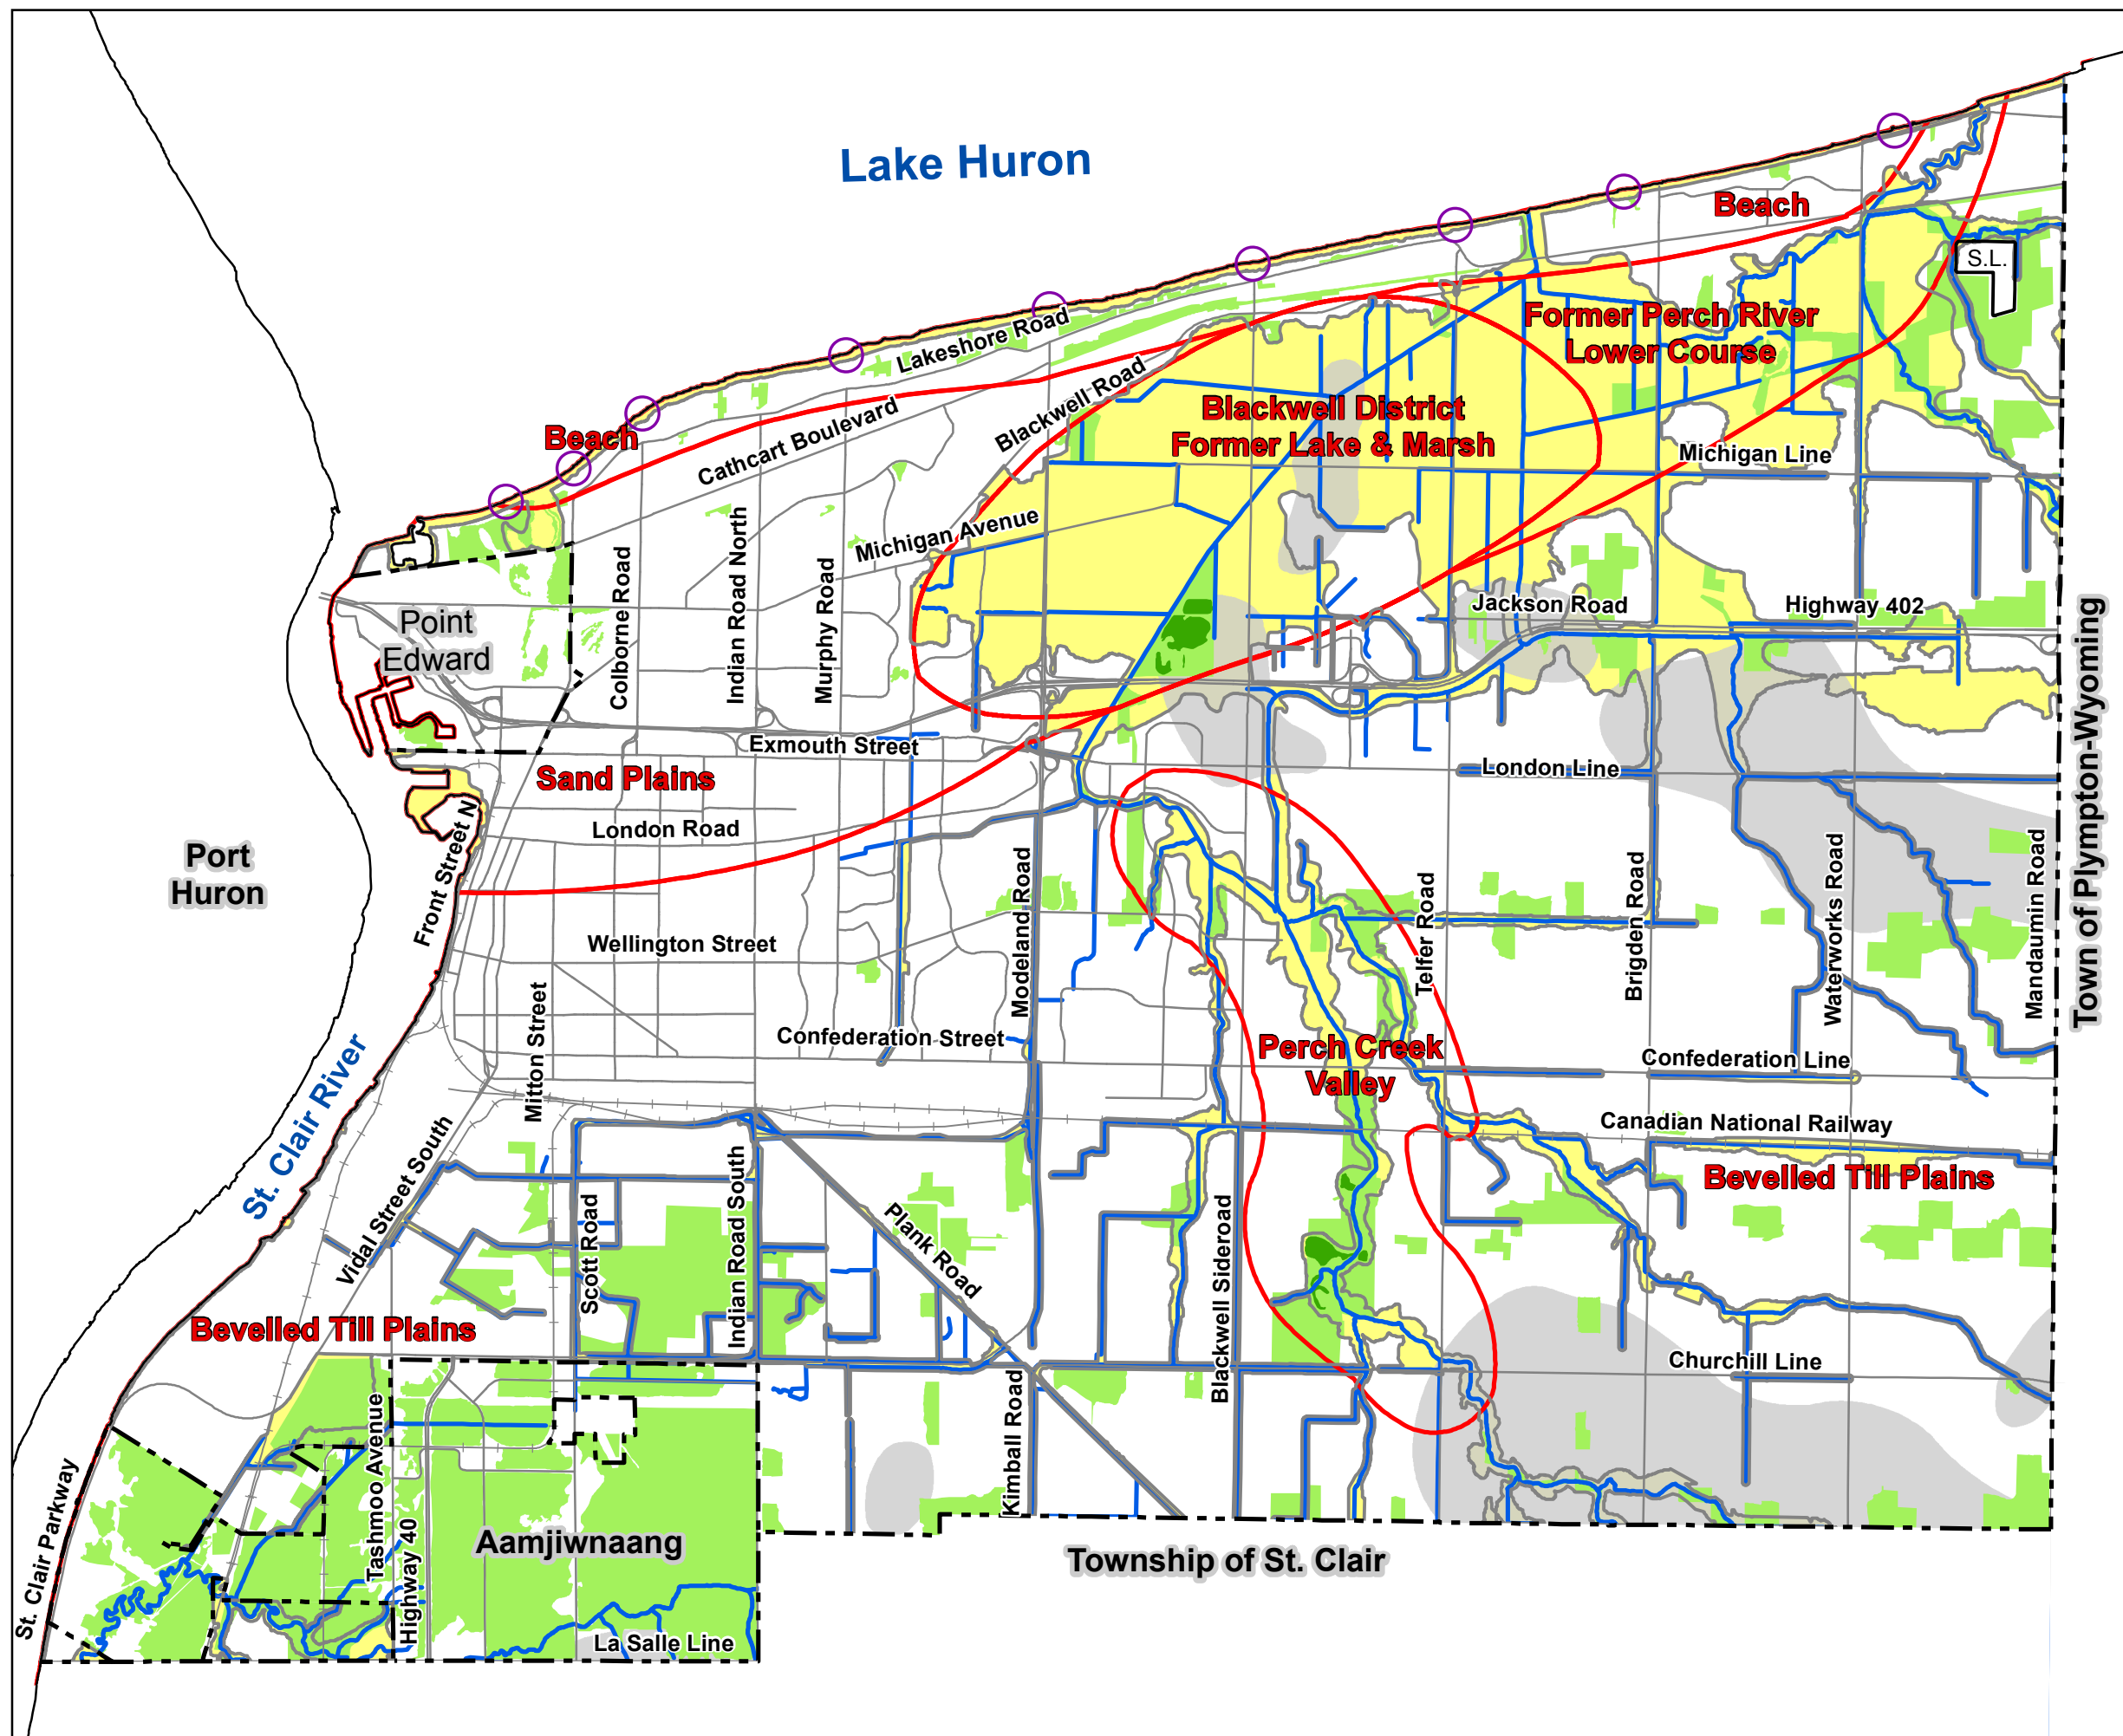 Lake Huron
Beach
S.L.
Former Perch River
Lower Course
Lakeshore Road
Blackwell Road
Blackwell District
Former Lake & Marsh
Beach
Cathcart Boulevard
Michigan Line
Michigan Avenue
Indian Road North
Colborne Road
Murphy Road
Jackson Road
Highway 402
Point
Edward
Town of Plympton-Wyoming
Exmouth Street
London Line
Sand Plains
London Road
Port
Huron
Front Street N
Modeland Road
Telfer Road
Brigden Road
Waterworks Road
Mandaumin Road
Wellington Street
Mitton Street
Confederation Street
Perch Creek
Valley
Confederation Line
St. Clair River
Canadian National Railway
Vidal Street South
Bevelled Till Plains
Scott Road
Indian Road South
Plank Road
Blackwell Sideroad
Bevelled Till Plains
Churchill Line
Tashmoo Avenue
Kimball Road
St. Clair Parkway
Highway 40
Aamjiwnaang
Township of St. Clair
La Salle Line